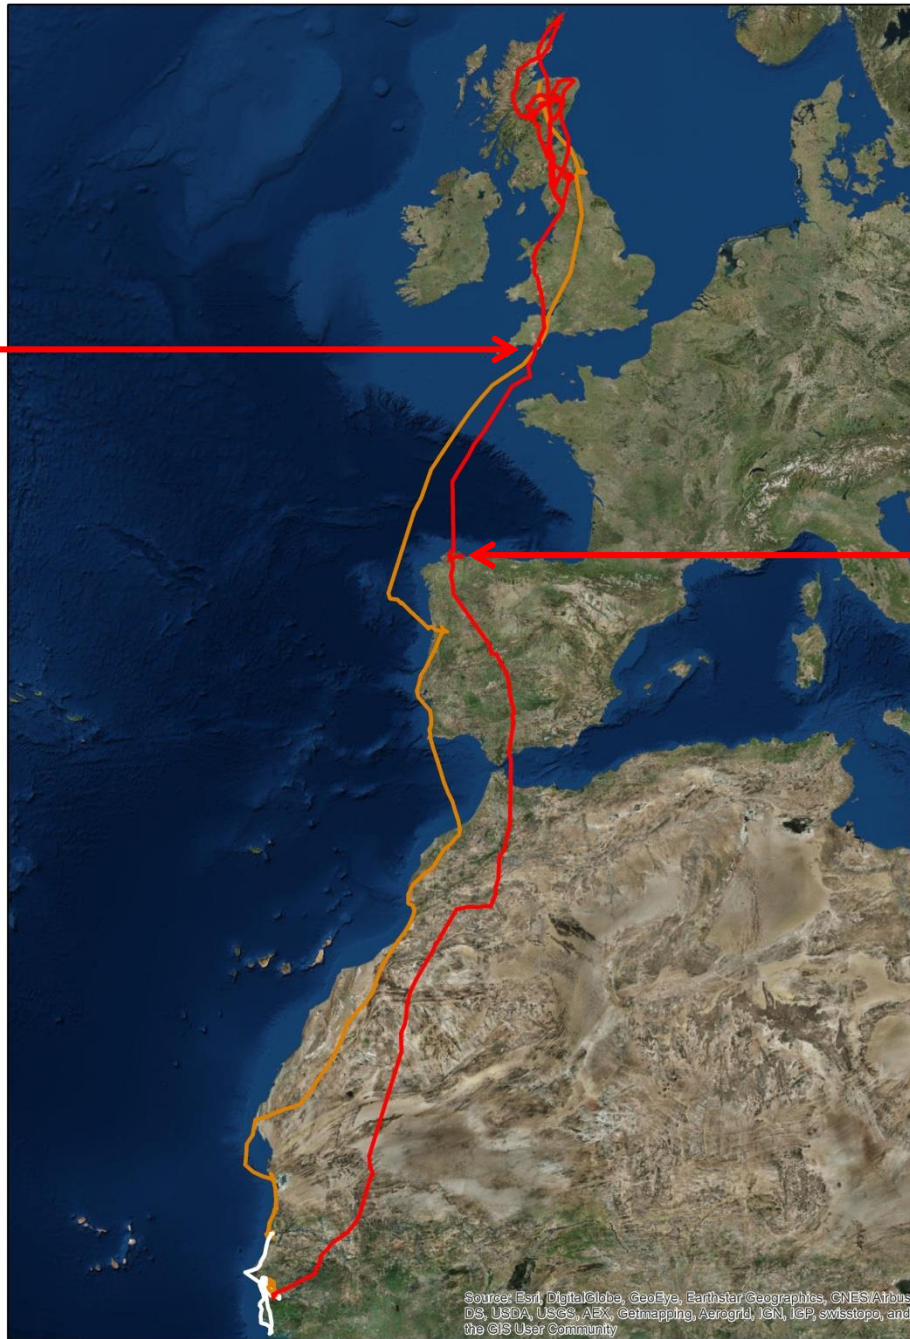 Source: Esri, DigitalGlobe, GeoEye, Earthstar Geographics, CNES/Airbus
DS, USDA, USGS, AEX, Getmapping, Aerogrid, IGN, IGP, swisstopo, and
the GIS User Community